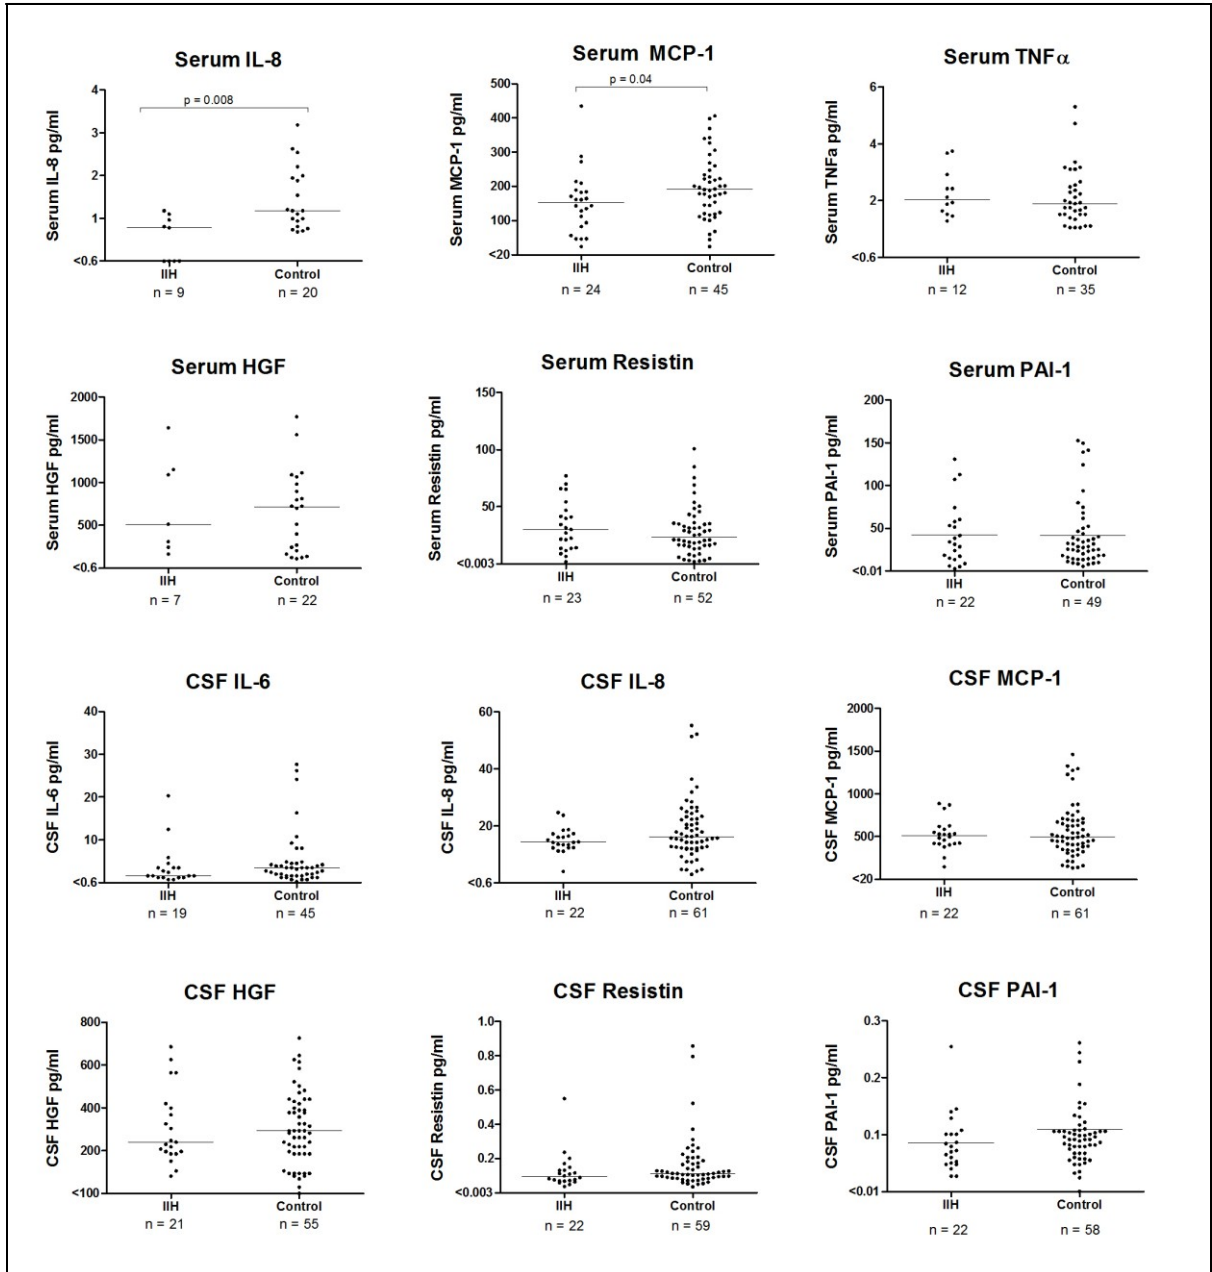 Serum IL-8
p = 0.008
Serum IL-8 pg/ml
4
3
2
1
<0.6
IIH
Control
n = 9
n = 20
Serum MCP-1
p = 0.04
Serum MCP-1 pg/ml
500
400
300
200
100
<20
IIH
Control
n = 24
n = 45
Serum TNFα
Serum TNFa pg/ml
6
4
2
<0.6
IIH
Control
n = 12
n = 35
Serum HGF
Serum HGF pg/ml
2000
1500
1000
500
<0.6
IIH
Control
n = 7
n = 22
Serum Resistin
Serum Resistin pg/ml
150
100
50
<0.003
IIH
Control
n = 23
n = 52
Serum PAI-1
Serum PAI-1 pg/ml
200
150
100
50
<0.01
IIH
Control
n = 22
n = 49
CSF IL-6
CSF IL-6 pg/ml
40
30
20
10
<0.6
IIH
Control
n = 19
n = 45
CSF IL-8
CSF IL-8 pg/ml
60
40
20
<0.6
IIH
Control
n = 22
n = 61
CSF MCP-1
CSF MCP-1 pg/ml
2000
1500
1000
500
<20
IIH
Control
n = 22
n = 61
CSF HGF
CSF HGF pg/ml
800
600
400
200
<100
IIH
Control
n = 21
n = 55
CSF Resistin
CSF Resistin pg/ml
1.0
0.8
0.6
0.4
0.2
<0.003
IIH
Control
n = 22
n = 59
CSF PAI-1
CSF PAI-1 pg/ml
0.3
0.2
0.1
<0.01
IIH
Control
n = 22
n = 58